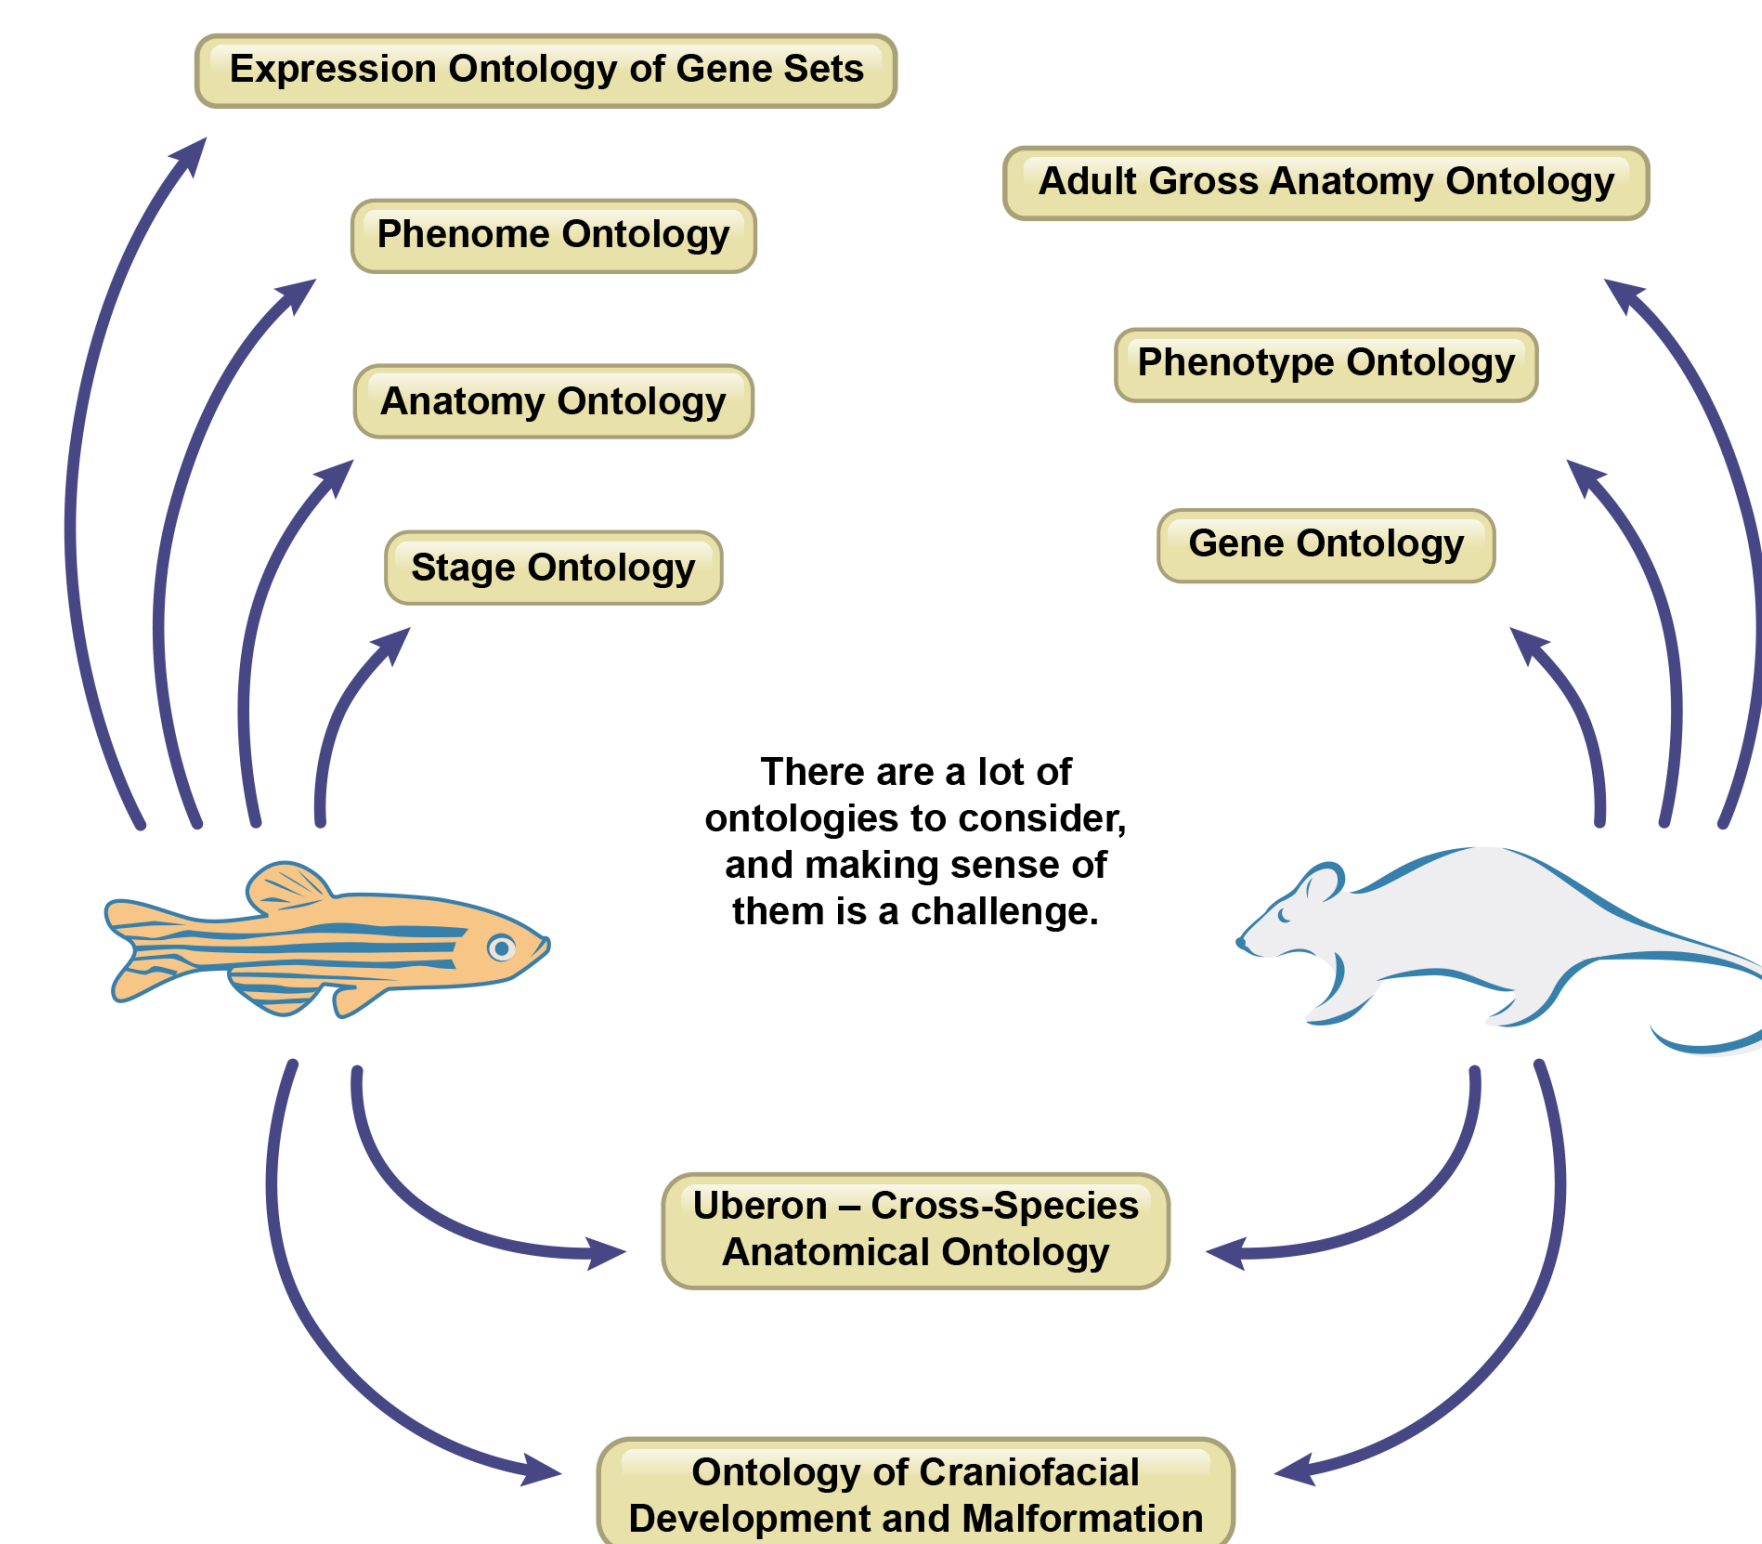 Expression Ontology of Gene Sets
Adult Gross Anatomy Ontology
Phenome Ontology
Phenotype Ontology
Anatomy Ontology
Gene Ontology
Stage Ontology
There are a lot of
ontologies to consider,
and making sense of
them is a challenge.
Uberon – Cross-Species
Anatomical Ontology
Ontology of Craniofacial
Development and Malformation